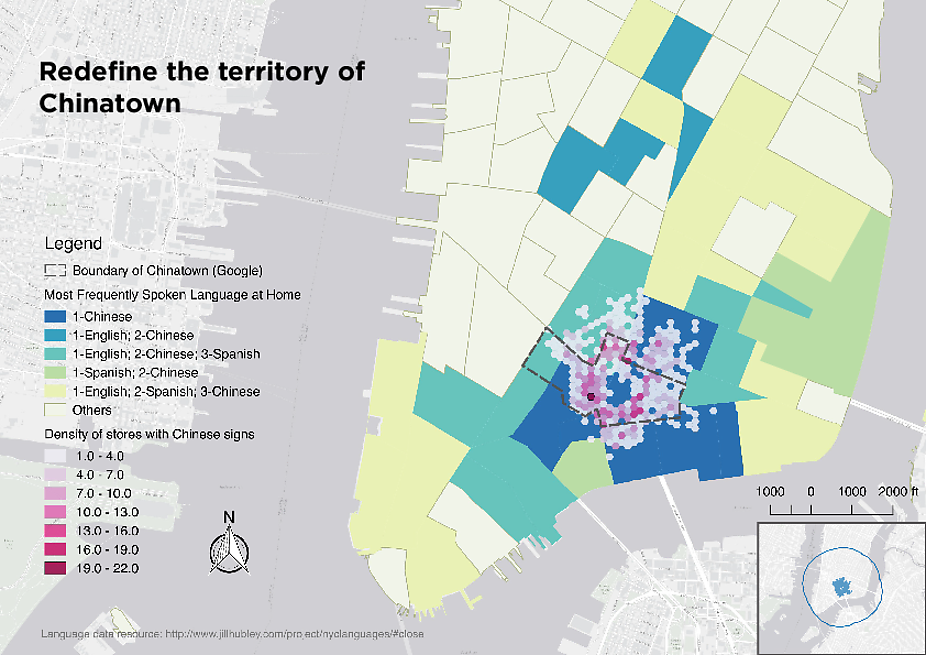 Redefine the territory of
Chinatown
Legend
Boundary of Chinatown (Google)
Most Frequently Spoken Language at Home
1-Chinese
1-English; 2-Chinese
1-English; 2-Chinese; 3-Spanish
1-Spanish; 2-Chinese
1-English; 2-Spanish; 3-Chinese
Others
Density of stores with Chinese signs
1.0 - 4.0
4.0 - 7.0
7.0 - 10.0
10.0 - 13.0
13.0 - 16.0
16.0 - 19.0
19.0 - 22.0
N
1000 0 1000 2000 ft
Language data resource: http://www.jillhubley.com/project/nyclanguages/#close